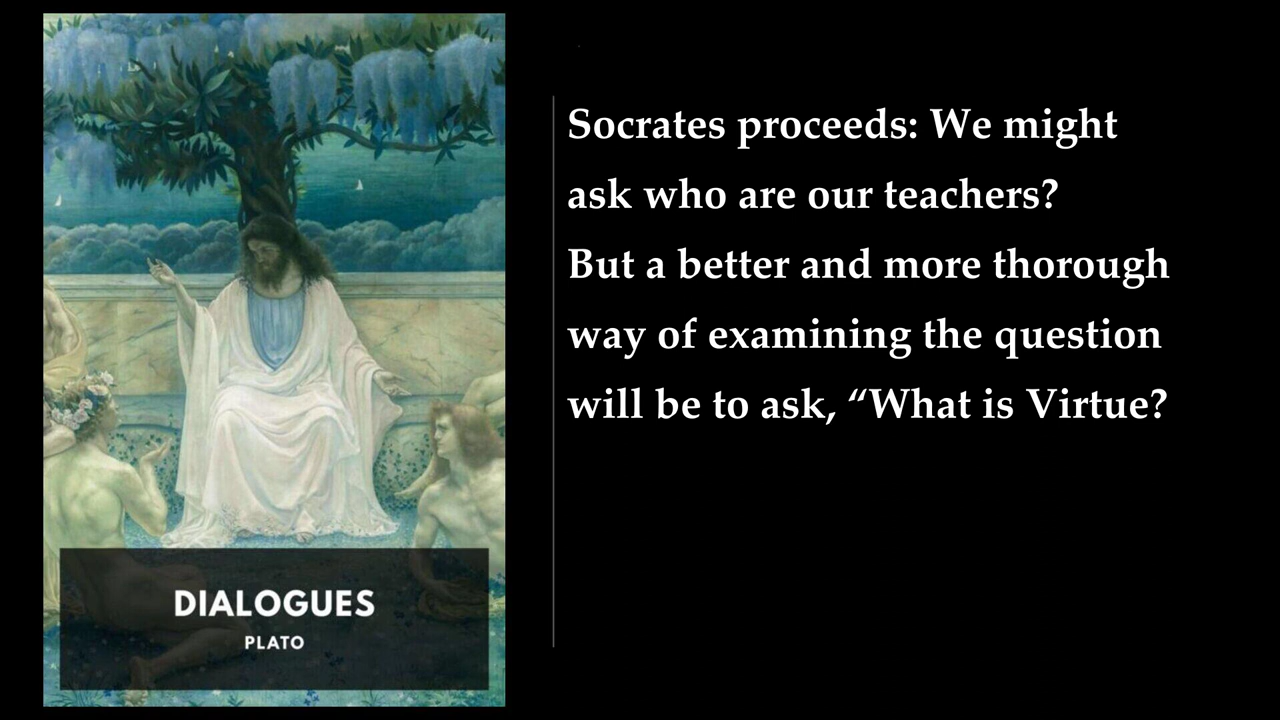 Socrates proceeds: We might
ask who are our teachers?
But a better and more thorough
way of examining the question
will be to ask, “What is Virtue?
DIALOGUES
PLATO